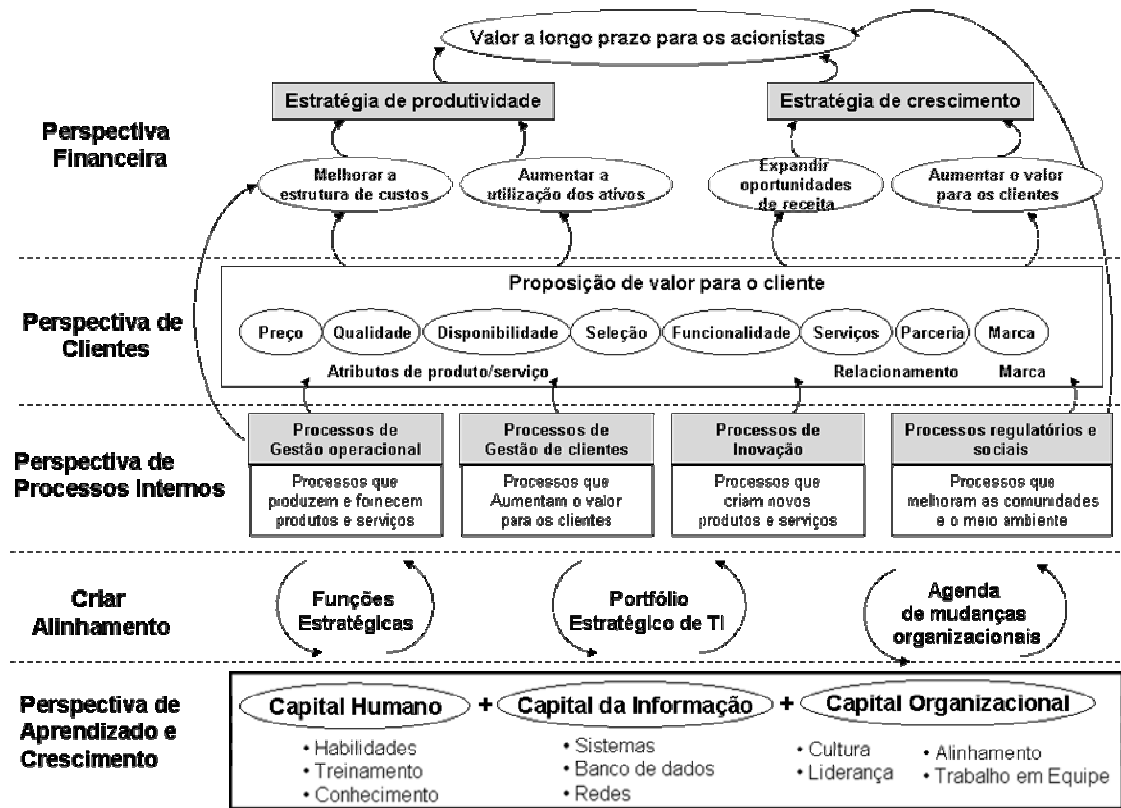 Valor a longo prazo para os acionistas
Estratégia de produtividade
Estratégia de crescimento
Perspectiva
Financeira
Melhorar a
estrutura de custos
Aumentar a
utilização dos ativos
Expandir
oportunidades
de receita
Aumentar o valor
para os clientes
Proposição de valor para o cliente
Perspectiva de
Clientes
Preço
Qualidade
Disponibilidade
Seleção
Funcionalidade
Serviços
Parceria
Marca
Atributos de produto/serviço
Relacionamento
Marca
Perspectiva de
Processos Internos
Processos de
Gestão operacional
Processos que
produzem e fornecem
produtos e serviços
Processos de
Gestão de clientes
Processos que
Aumentam o valor
para os clientes
Processos de
Inovação
Processos que
criam novos
produtos e serviços
Processos regulatórios e
sociais
Processos que
melhoram as comunidades
e o meio ambiente
Criar
Alinhamento
Funções
Estratégicas
Portfólio
Estratégico de TI
Agenda
de mudanças
organizacionais
Perspectiva de
Aprendizado e
Crescimento
Capital Humano + Capital da Informação + Capital Organizacional
• Habilidades
• Treinamento
• Conhecimento
• Sistemas
• Banco de dados
• Redes
• Cultura
• Liderança
• Alinhamento
• Trabalho em Equipe